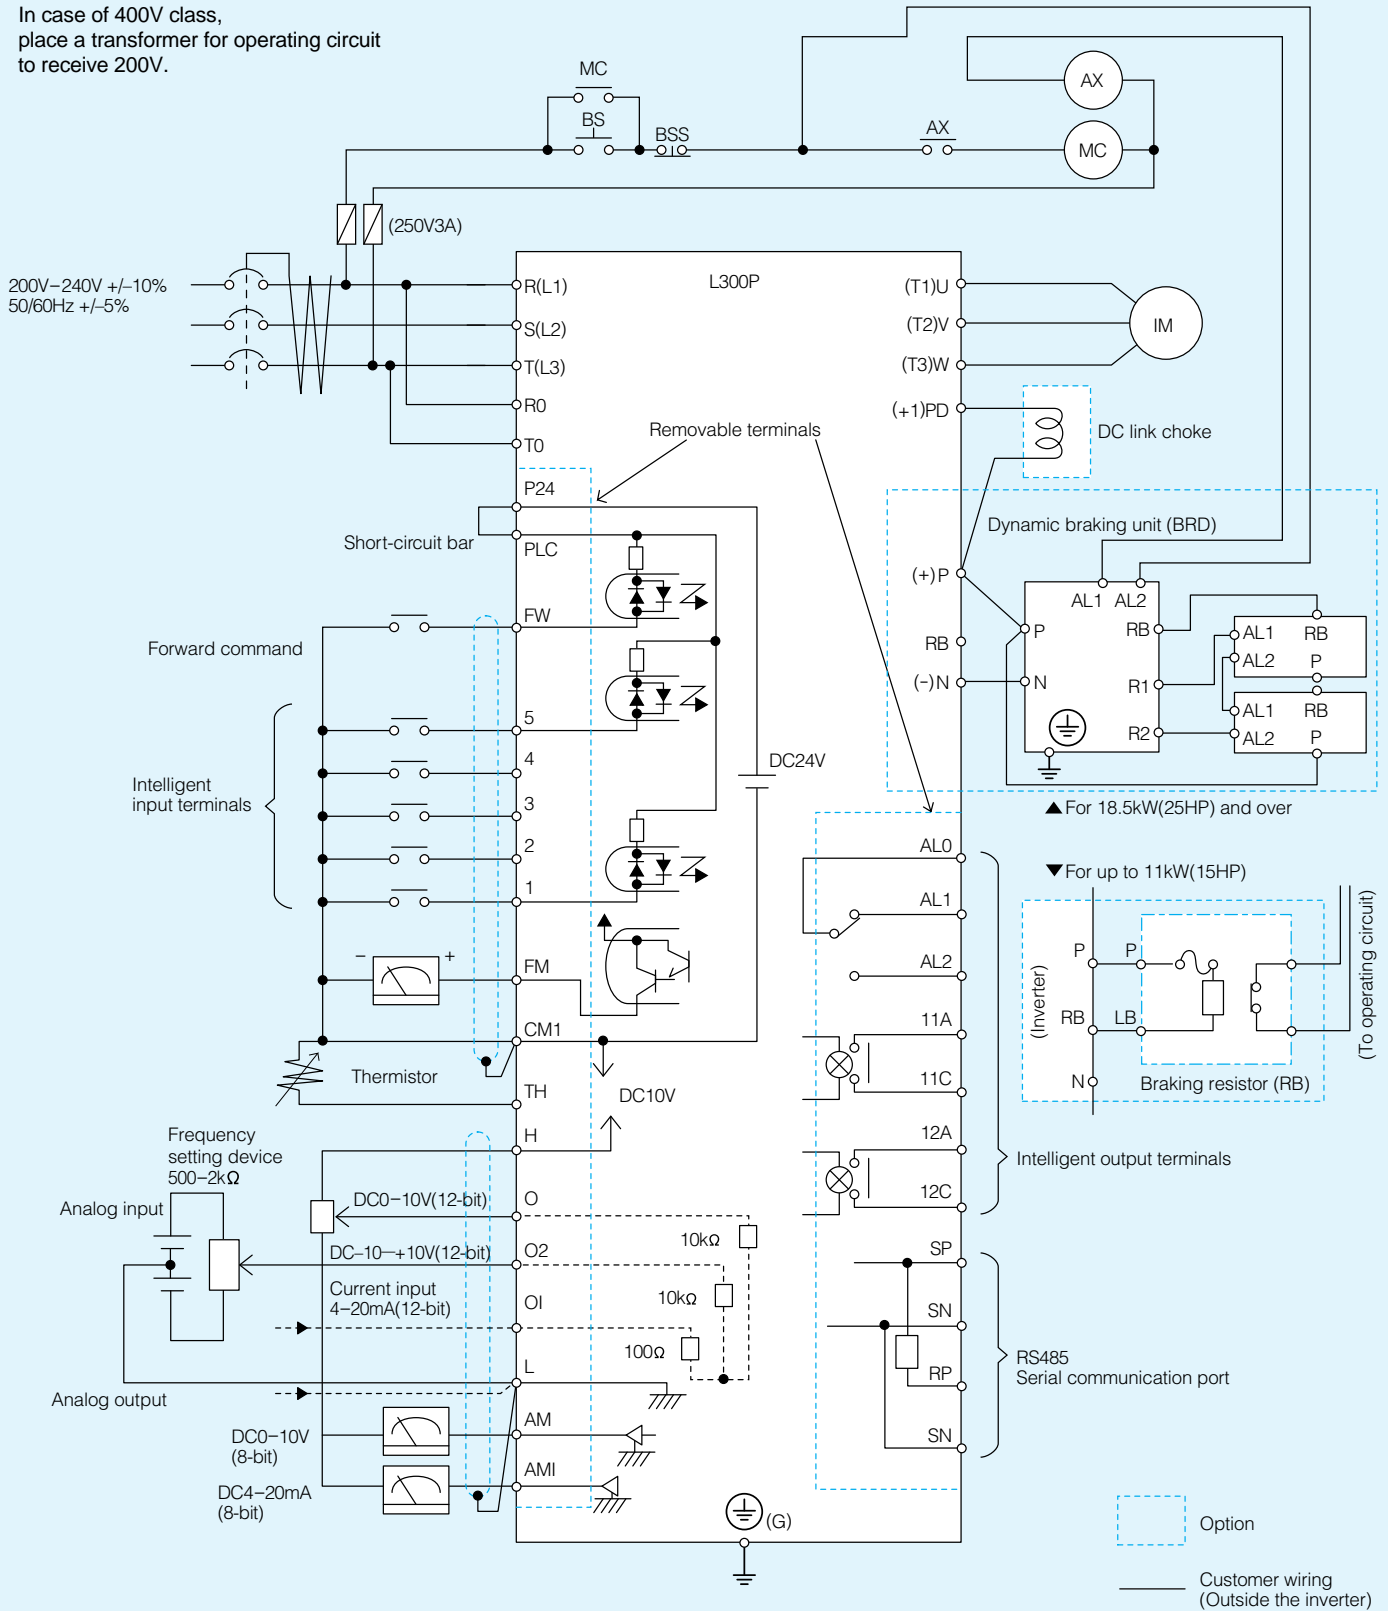 In case of 400V class,
place a transformer for operating circuit
to receive 200V.
MC
BS
BSS
AX
AX
MC
(250V3A)
200V–240V +/–10%
50/60Hz +/–5%
R(L1)
S(L2)
T(L3)
R0
T0
L300P
(T1)U
(T2)V
(T3)W
(+1)PD
IM
DC link choke
Removable terminals
P24
Short-circuit bar
PLC
FW
Forward command
5
4
3
2
1
Intelligent
input terminals
DC24V
–
+
FM
CM1
Thermistor
TH
DC10V
H
Frequency
setting device
500–2kΩ
Analog input
DC0–10V(12-bit)
O
DC–10–+10V(12-bit)
O2
Current input
4–20mA(12-bit)
OI
10kΩ
10kΩ
100Ω
L
Analog output
DC0–10V
(8-bit)
AM
DC4–20mA
(8-bit)
AMI
(G)
Dynamic braking unit (BRD)
(+)P
RB
(–)N
AL1
AL2
P
N
RB
R1
R2
AL1
RB
AL2
P
AL1
RB
AL2
P
▲For 18.5kW(25HP) and over
▼For up to 11kW(15HP)
(Inverter)
P
P
RB
LB
N
Braking resistor (RB)
(To operating circuit)
AL0
AL1
AL2
11A
11C
12A
12C
Intelligent output terminals
SP
SN
RP
SN
RS485
Serial communication port
Option
Customer wiring
(Outside the inverter)